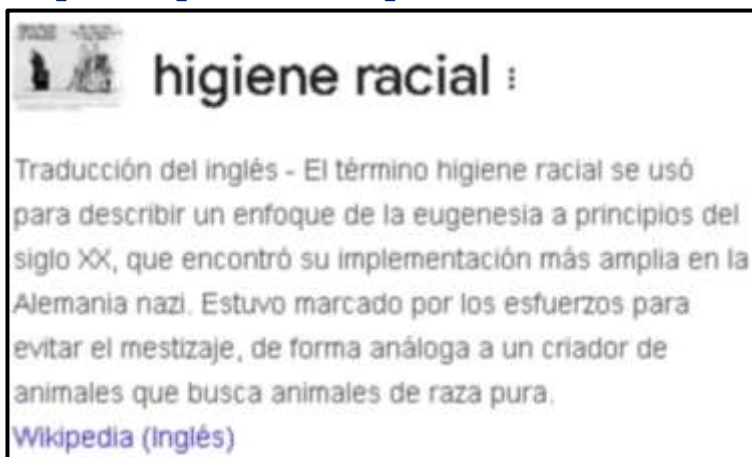 higiene racial
Traducción del inglés - El término higiene racial se usó
para describir un enfoque de la eugenesia a principios del
siglo XX, que encontró su implementación más amplia en la
Alemania nazi. Estuvo marcado por los esfuerzos para
evitar el mestizaje, de forma análoga a un criador de
animales que busca animales de raza pura.
Wikipedia (Inglés)